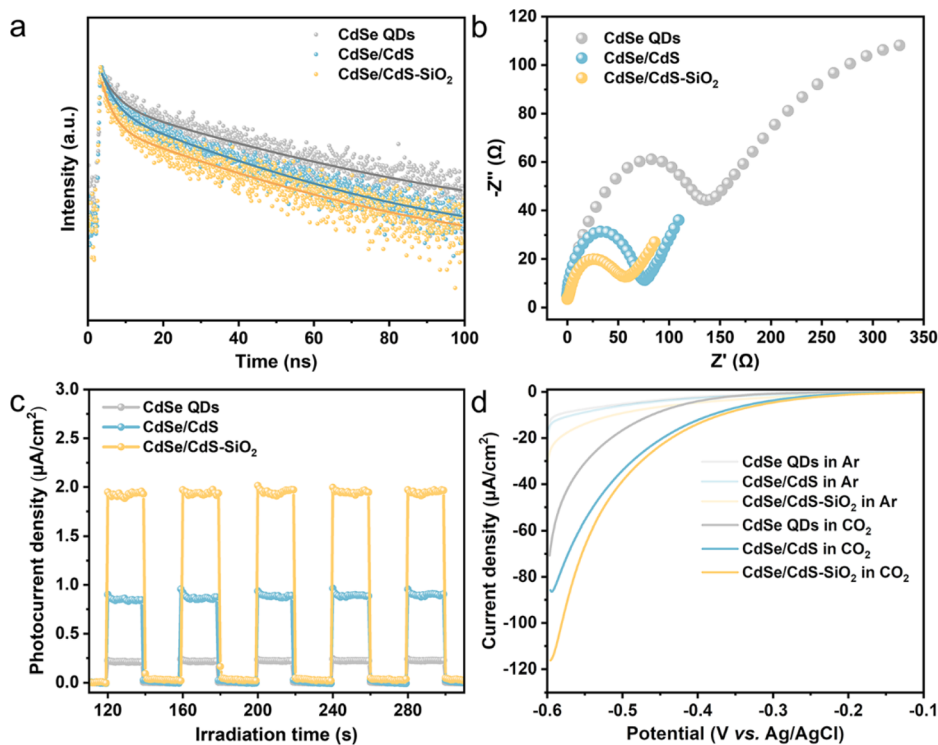 a
CdSe QDs
CdSe/CdS
CdSe/CdS-SiO₂
Intensity (a.u.)
0 20 40 60 80 100
Time (ns)
b
CdSe QDs
CdSe/CdS
CdSe/CdS-SiO₂
-Z'' (Ω)
120
100
80
60
40
20
0
0 50 100 150 200 250 300 350
Z' (Ω)
c
CdSe QDs
CdSe/CdS
CdSe/CdS-SiO₂
Photocurrent density (μA/cm²)
3.0
2.5
2.0
1.5
1.0
0.5
0.0
120 160 200 240 280
Irradiation time (s)
d
CdSe QDs in Ar
CdSe/CdS in Ar
CdSe/CdS-SiO₂ in Ar
CdSe QDs in CO₂
CdSe/CdS in CO₂
CdSe/CdS-SiO₂ in CO₂
Current density (μA/cm²)
0
-20
-40
-60
-80
-100
-120
-0.6 -0.5 -0.4 -0.3 -0.2 -0.1
Potential (V vs. Ag/AgCl)